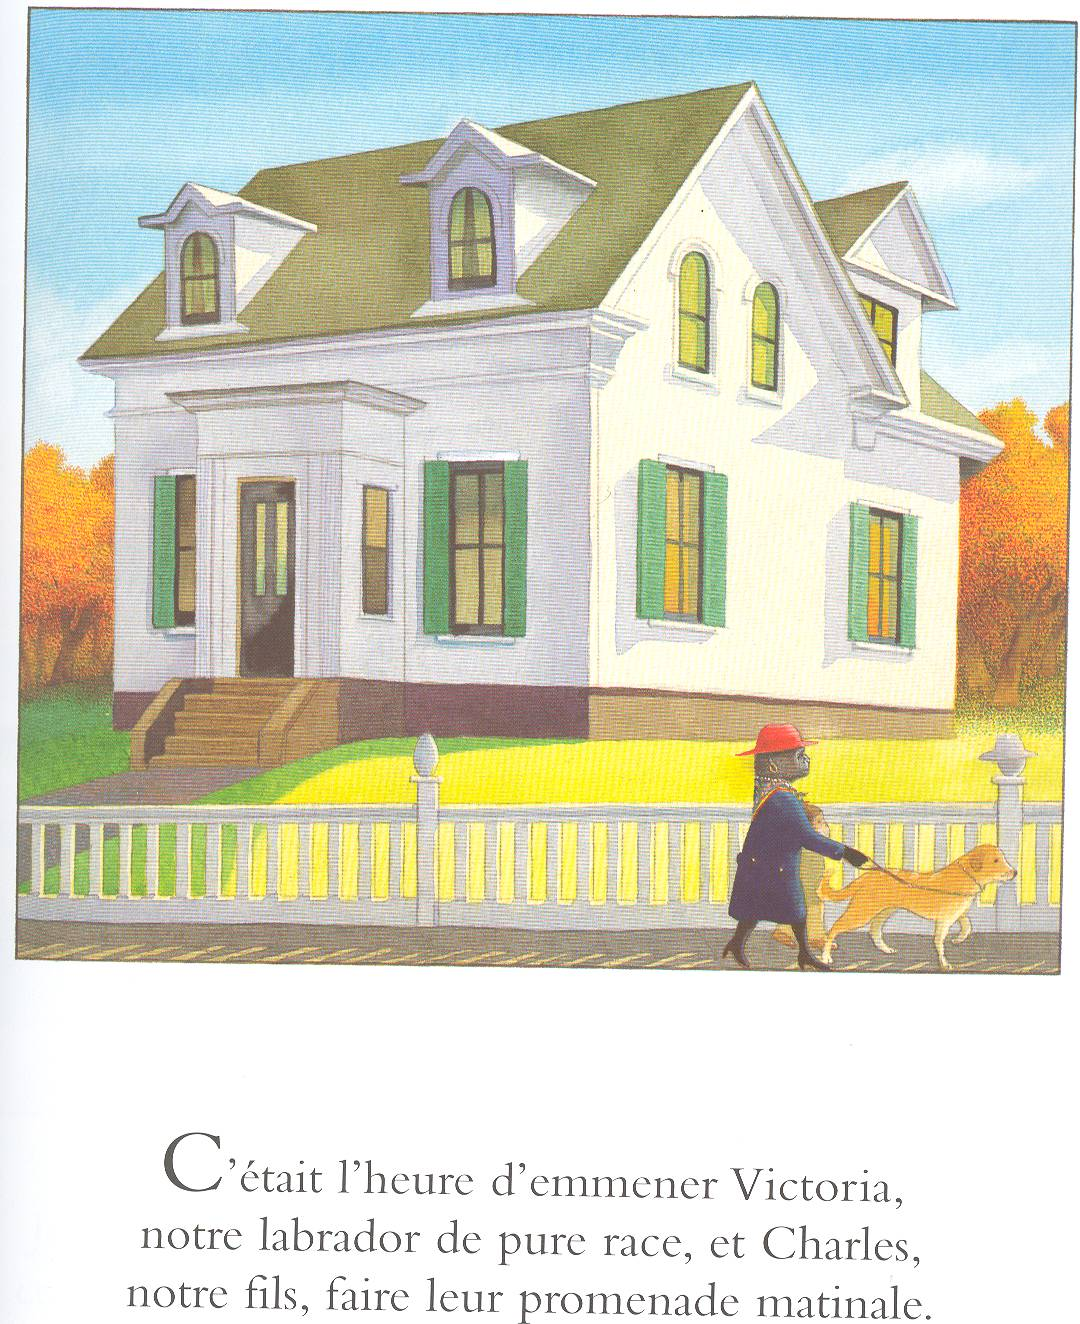 C’était l’heure d’emmener Victoria,
notre labrador de pure race, et Charles,
notre fils, faire leur promenade matinale.